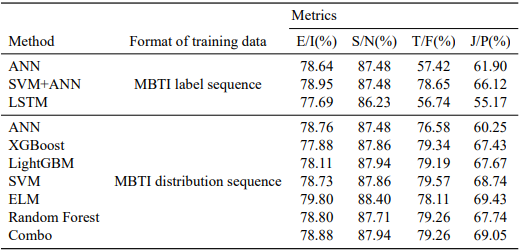 Metrics
Method Format of training data E/I(%) S/N(%) T/F(%) J/P(%)
ANN 78.64 87.48 57.42 61.90
SVM+ANN MBTI label sequence 78.95 87.48 78.65 66.12
LSTM 77.69 86.23 56.74 55.17
ANN 78.76 87.48 76.58 60.25
XGBoost 77.88 87.86 79.34 67.43
LightGBM 78.11 87.94 79.19 67.67
SVM MBTI distribution sequence 78.73 87.86 79.57 68.74
ELM 79.80 88.40 78.11 69.43
Random Forest 78.80 87.71 79.26 67.74
Combo 78.88 87.94 79.26 69.05